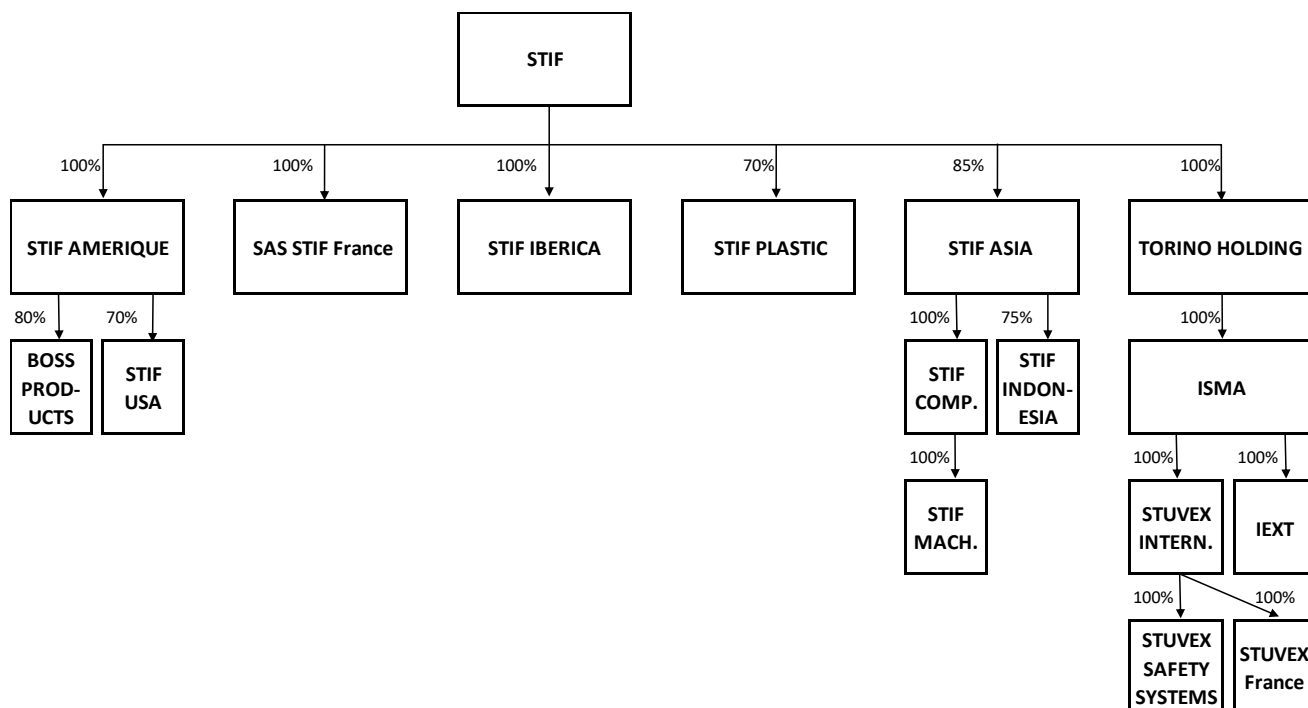 STIF
100%
100%
100%
70%
85%
100%
STIF AMERIQUE
SAS STIF France
STIF IBERICA
STIF PLASTIC
STIF ASIA
TORINO HOLDING
80%
70%
100%
75%
100%
BOSS
PROD-
UCTS
STIF
USA
STIF
COMP.
STIF
INDON-
ESIA
ISMA
100%
100%
100%
STIF
MACH.
STUVEX
INTERN.
IEXT
100%
100%
STUVEX
SAFETY
SYSTEMS
STUVEX
France